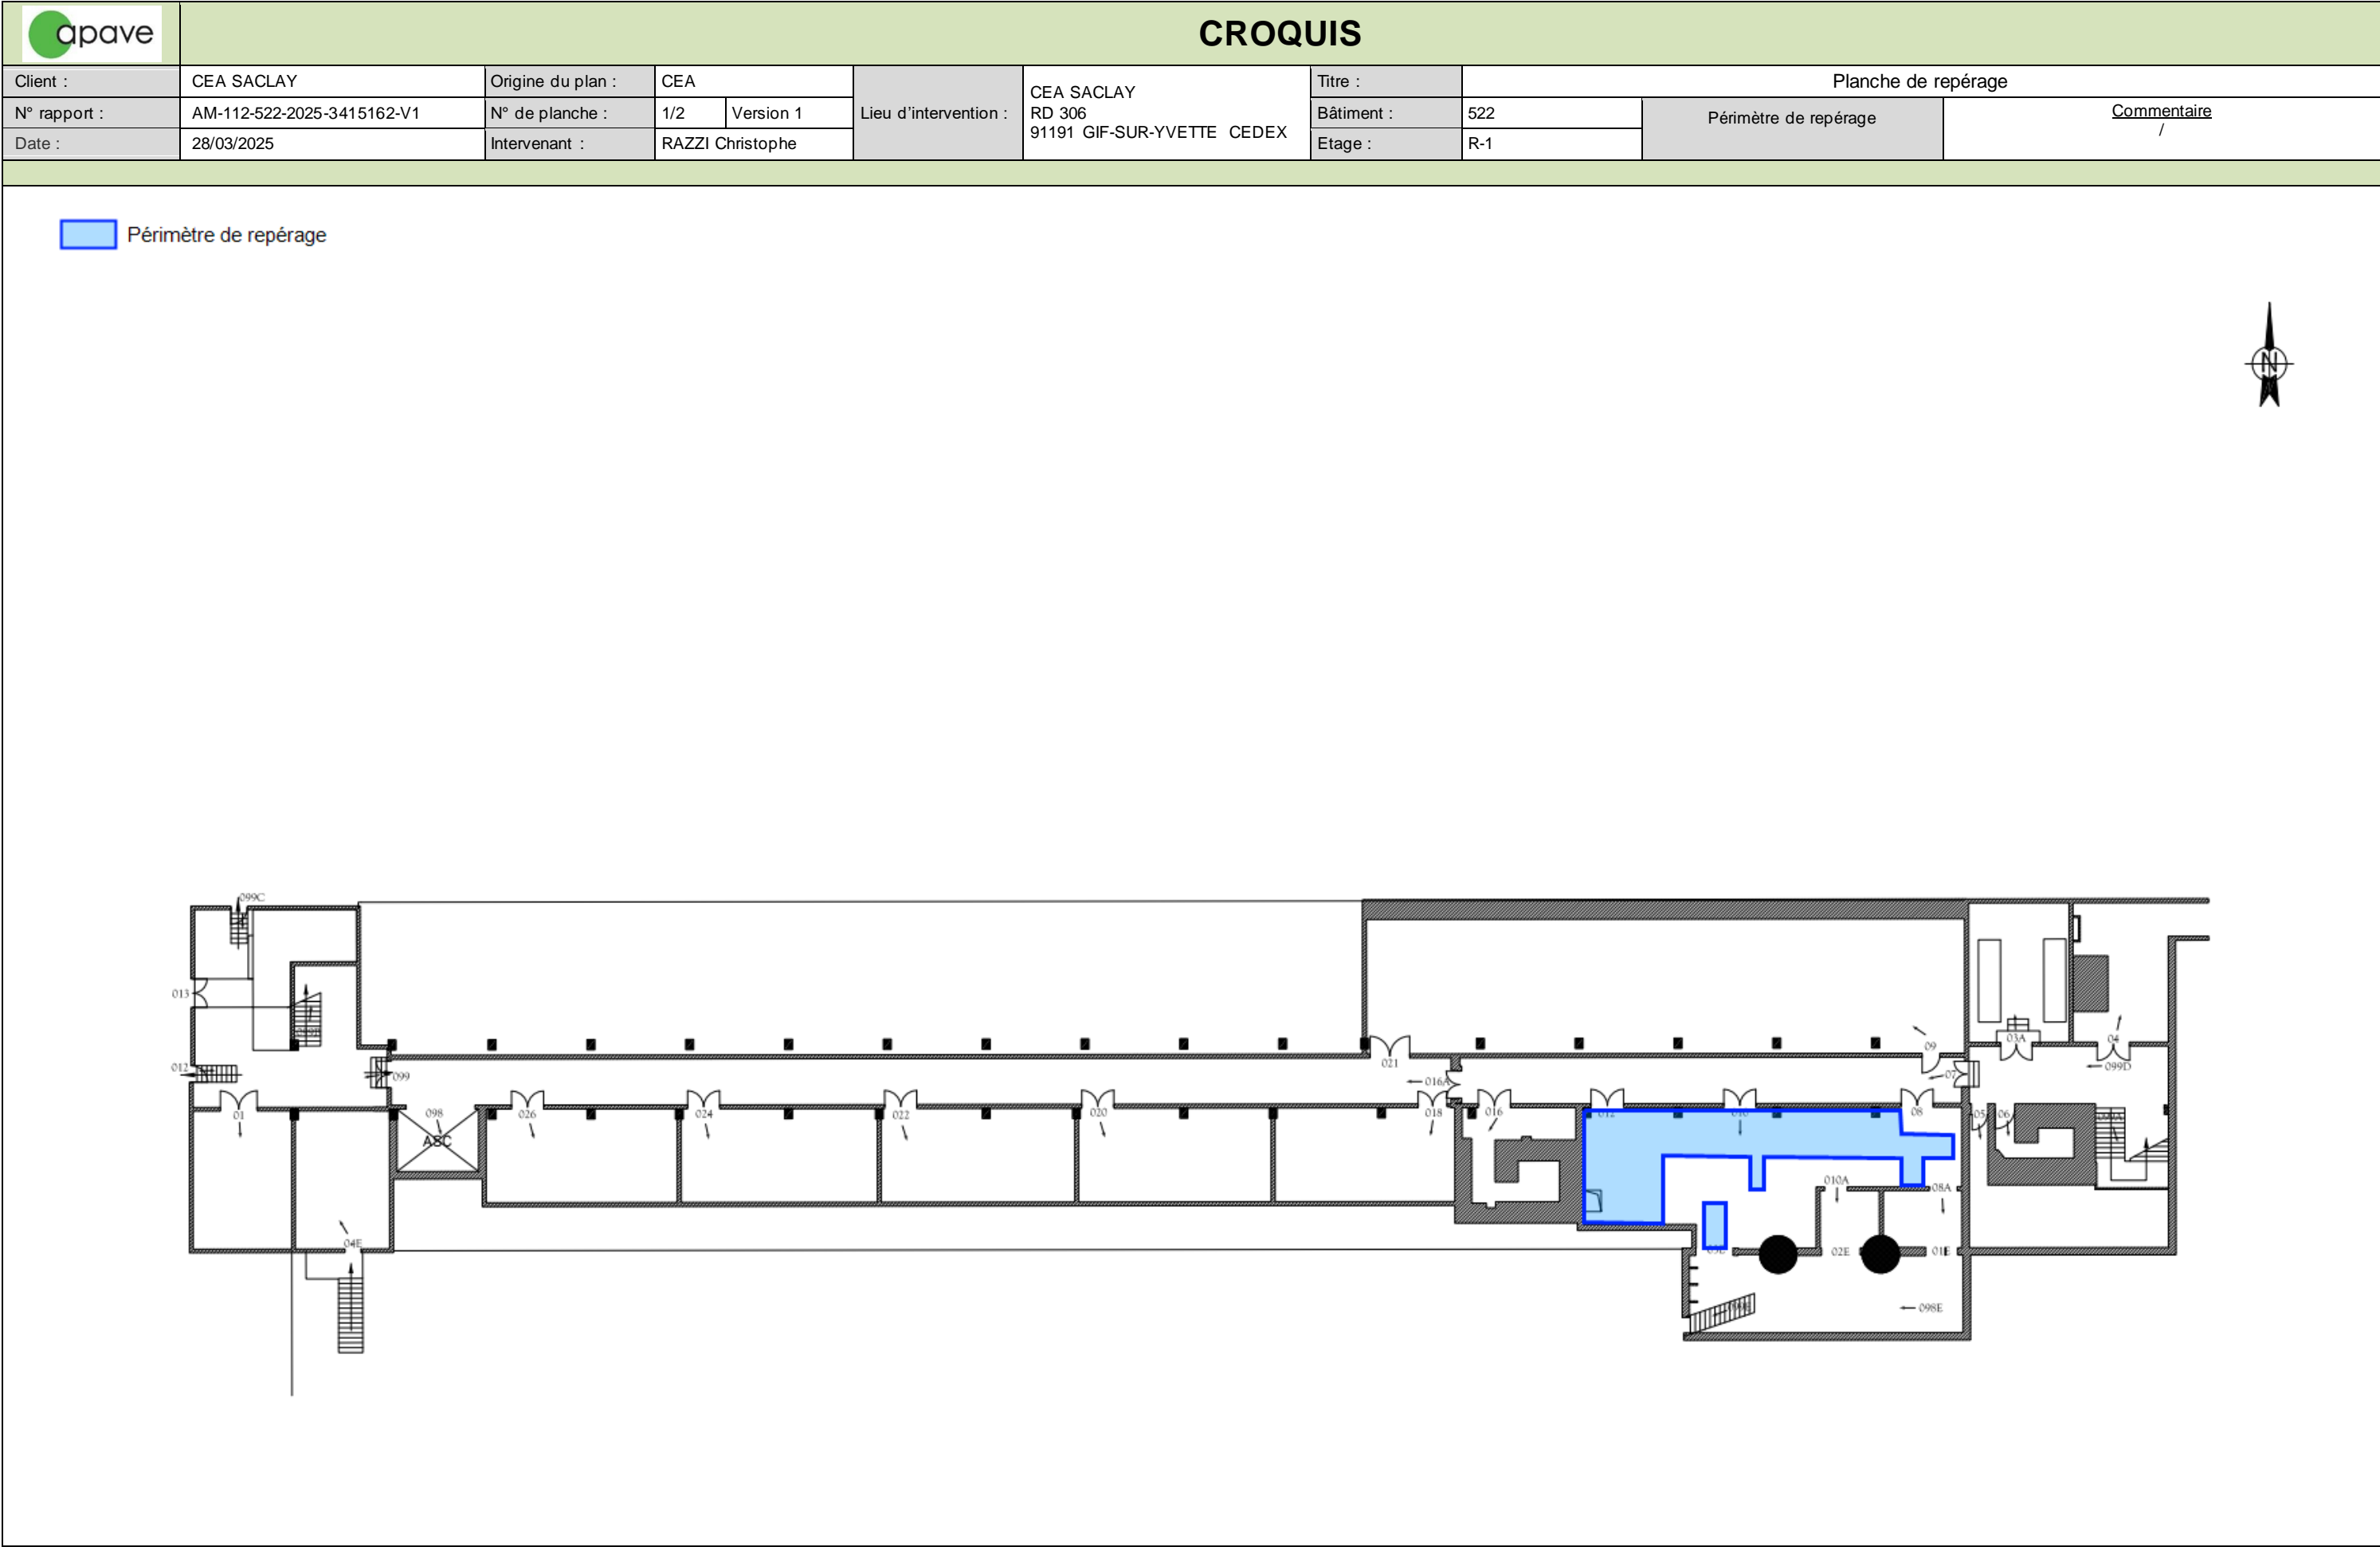 apave
CROQUIS
Client :
CEA SACLAY
Origine du plan :
CEA
Lieu d'intervention :
CEA SACLAY
RD 306
91191 GIF-SUR-YVETTE CEDEX
Titre :
Planche de repérage
N° rapport :
AM-112-522-2025-3415162-V1
N° de planche :
1/2
Version 1
Bâtiment :
522
Périmètre de repérage
Commentaire
/
Date :
28/03/2025
Intervenant :
RAZZI Christophe
Etage :
R-1
Périmètre de repérage
N
099C
013
012
099
01
098
ASC
026
024
022
020
021
016A
018
016
012
010
08
09
07
03A
04
099D
05
06
010A
08A
04E
02E
01E
098E